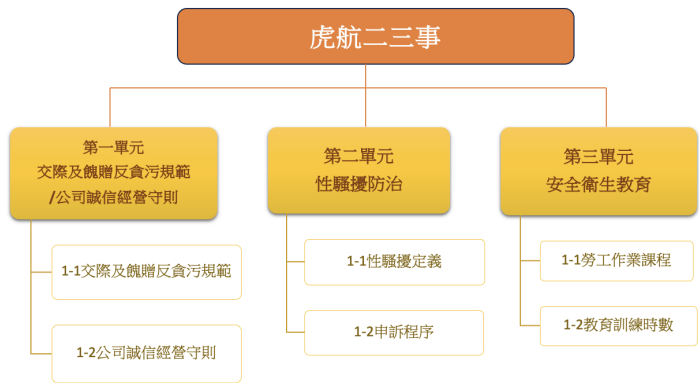 虎航二三事
第一單元
交際及餽贈反貪污規範
/公司誠信經營守則
1-1交際及餽贈反貪污規範
1-2公司誠信經營守則
第二單元
性騷擾防治
1-1性騷擾定義
1-2申訴程序
第三單元
安全衛生教育
1-1勞工作業課程
1-2教育訓練時數